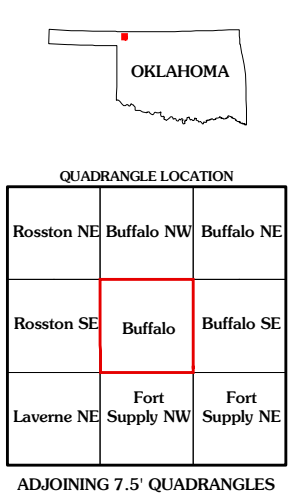 OKLAHOMA
QUADRANGLE LOCATION
Rosston NE Buffalo NW Buffalo NE
Rosston SE Buffalo Buffalo SE
Laverne NE Fort Supply NW Fort Supply NE
ADJOINING 7.5' QUADRANGLES